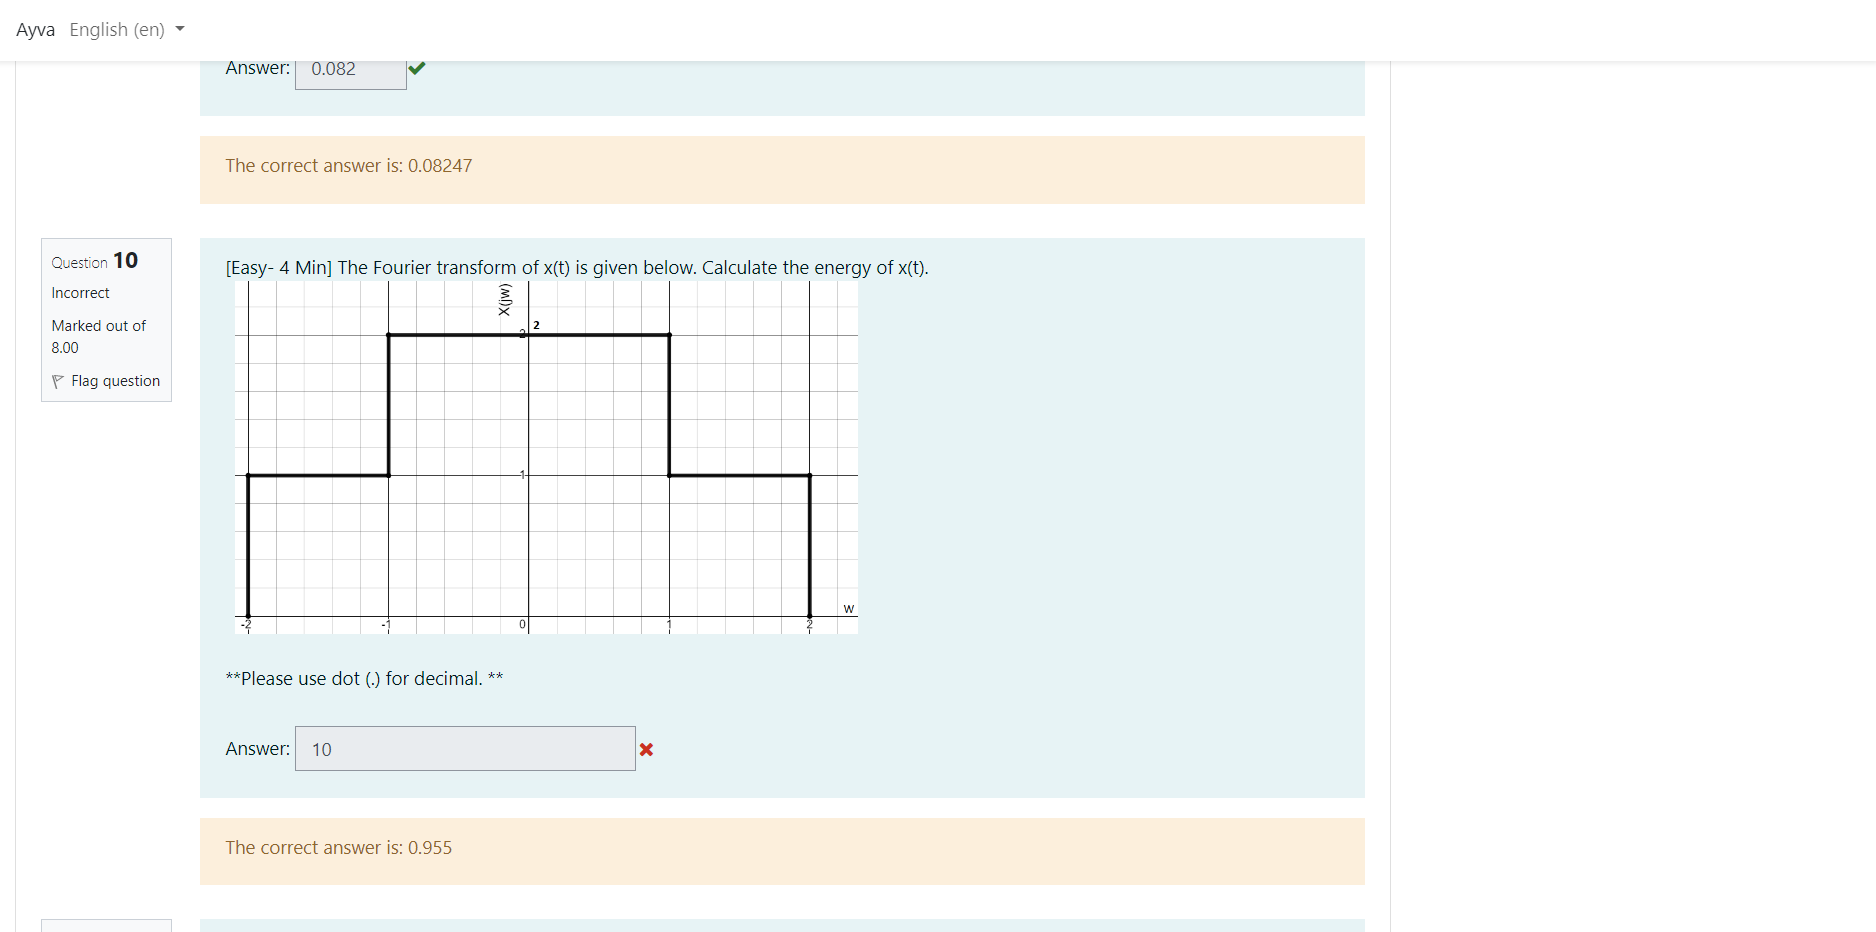 Ayva English (en)
Answer: 0.082
The correct answer is: 0.08247
Question 10
Incorrect
Marked out of
8.00
Flag question
[Easy- 4 Min] The Fourier transform of x(t) is given below. Calculate the energy of x(t).
X(jw)
2
2
1
w
-2 -1 0 1 2
**Please use dot (.) for decimal. **
Answer: 10
The correct answer is: 0.955